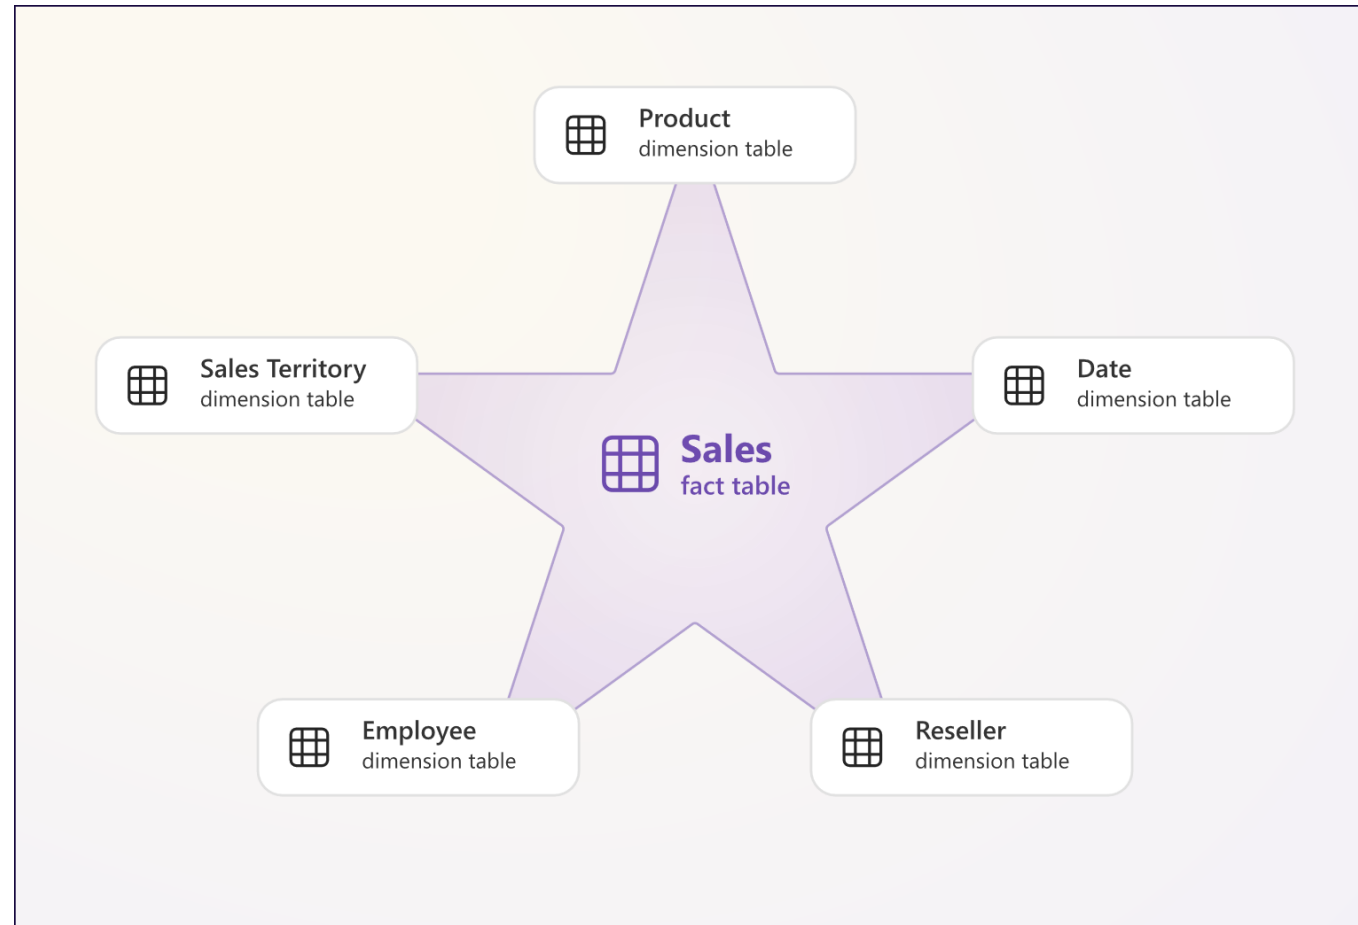 Product
dimension table
Sales Territory
dimension table
Date
dimension table
Sales
fact table
Employee
dimension table
Reseller
dimension table